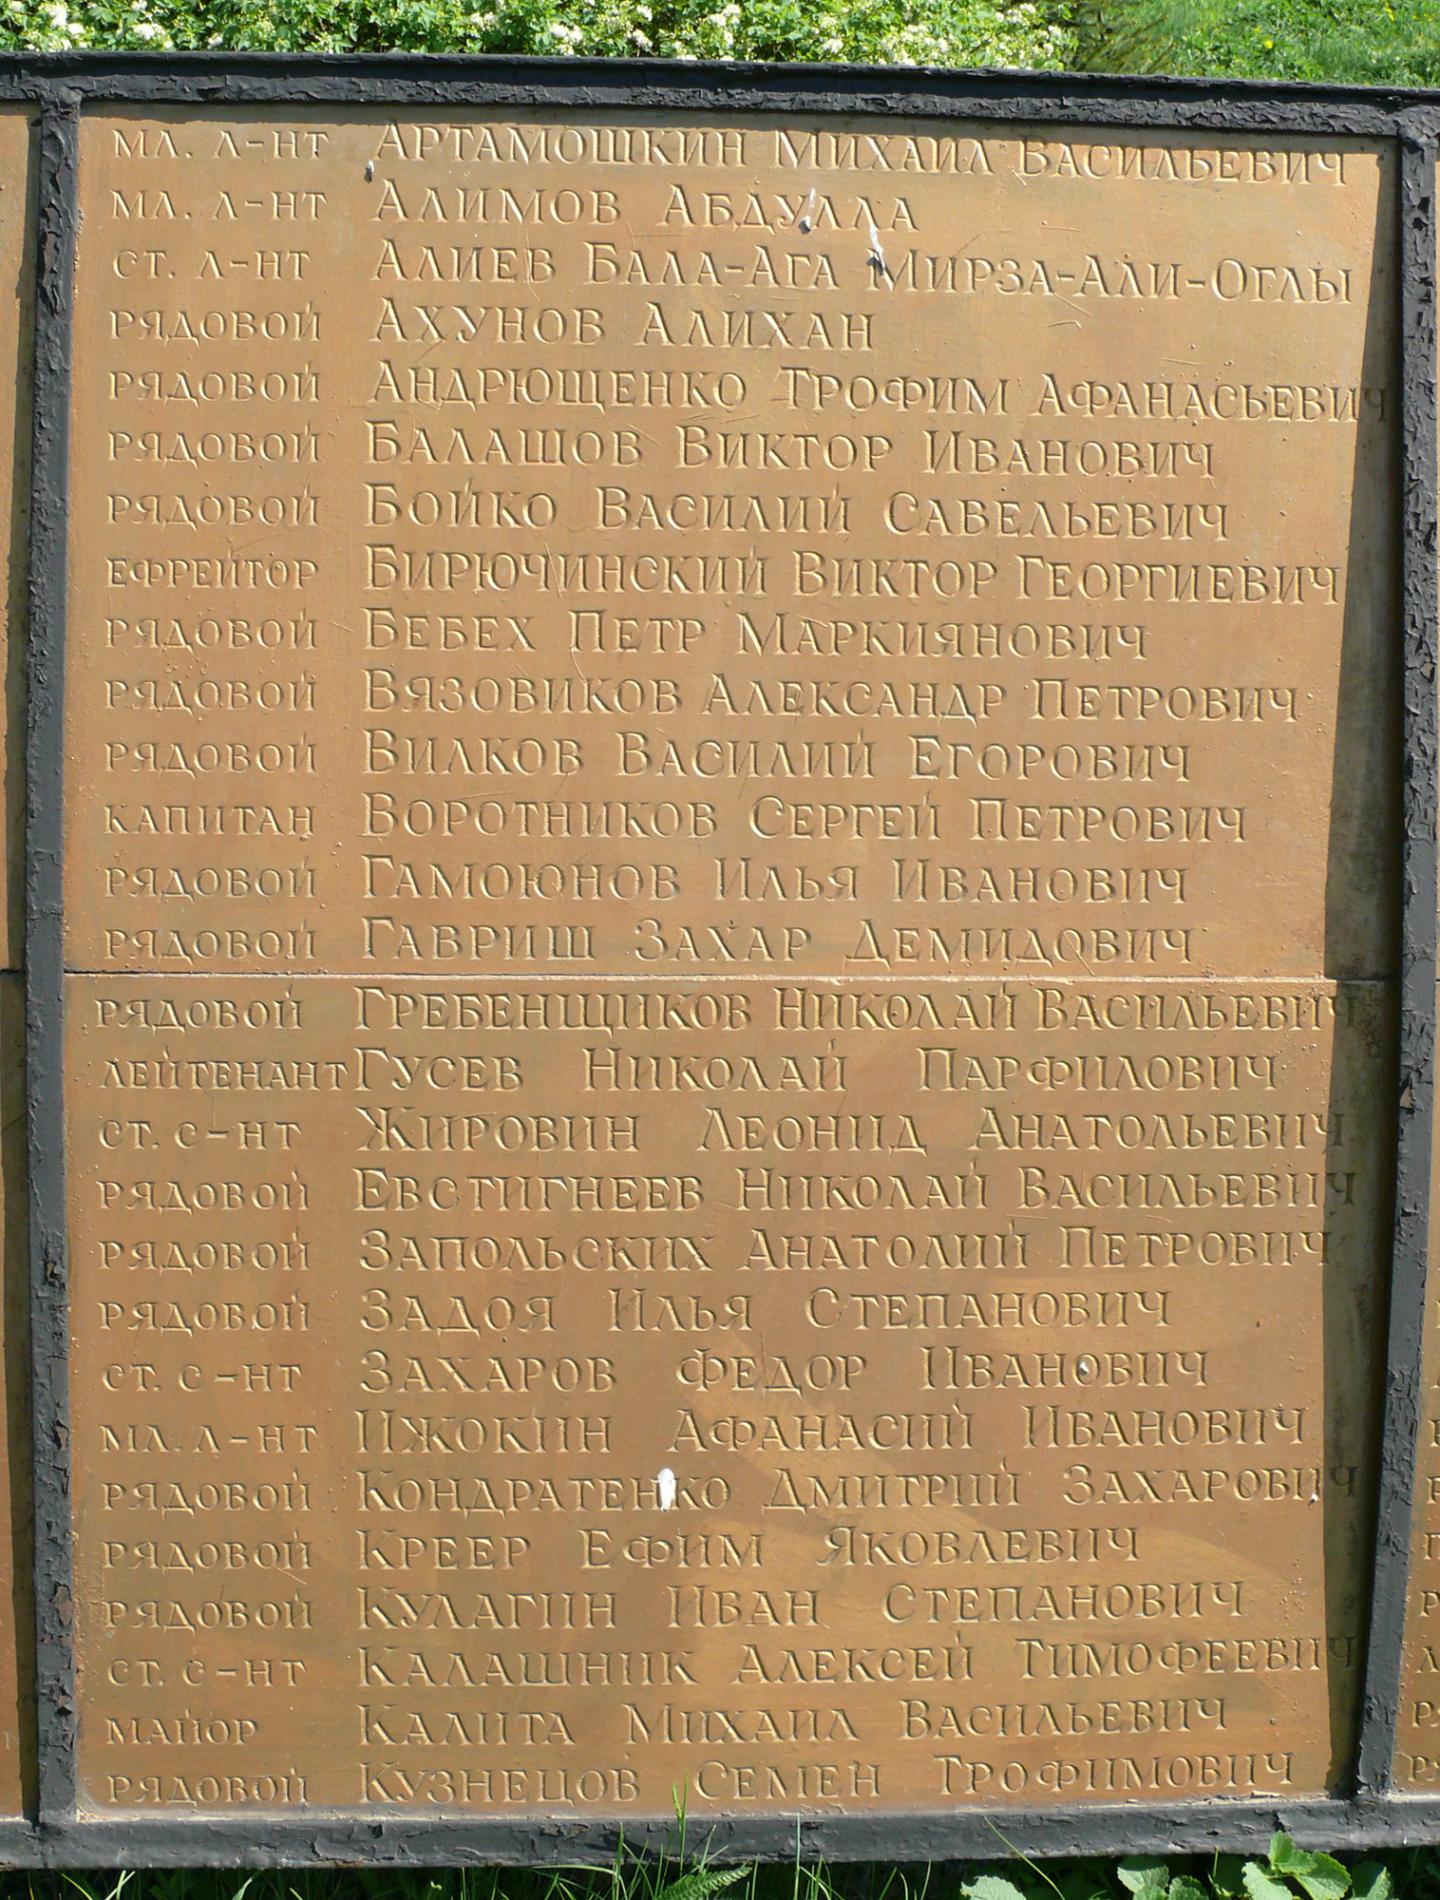 мл. л-нт Артамошкин Михаил Васильевич
мл. л-нт Алимов Абдулла
ст. л-нт Алиев Бала-Ага Мирза-Али-Оглы
рядовой Ахунов Алихан
рядовой Андрющенко Трофим Афанасьевич
рядовой Балашов Виктор Иванович
рядовой Бойко Василий Савельевич
ефрейтор Бирючинский Виктор Георгиевич
рядовой Бебех Петр Маркиянович
рядовой Вязовиков Александр Петрович
рядовой Вилков Василий Егорович
капитан Воротников Сергей Петрович
рядовой Гамоюнов Илья Иванович
рядовой Гавриш Захар Демидович
рядовой Гребенщиков Николай Васильевич
лейтенант Гусев Николай Парфилович
ст. с-нт Жировин Леонид Анатольевич
рядовой Евстигнеев Николай Васильевич
рядовой Запольских Анатолий Петрович
рядовой Задоя Илья Степанович
ст. с-нт Захаров Федор Иванович
мл. л-нт Ижокин Афанасий Иванович
рядовой Кондратенко Дмитрий Захарович
рядовой Креер Ефим Яковлевич
рядовой Кулагин Иван Степанович
ст. с-нт Калашник Алексей Тимофеевич
майор Калита Михаил Васильевич
рядовой Кузнецов Семен Трофимович